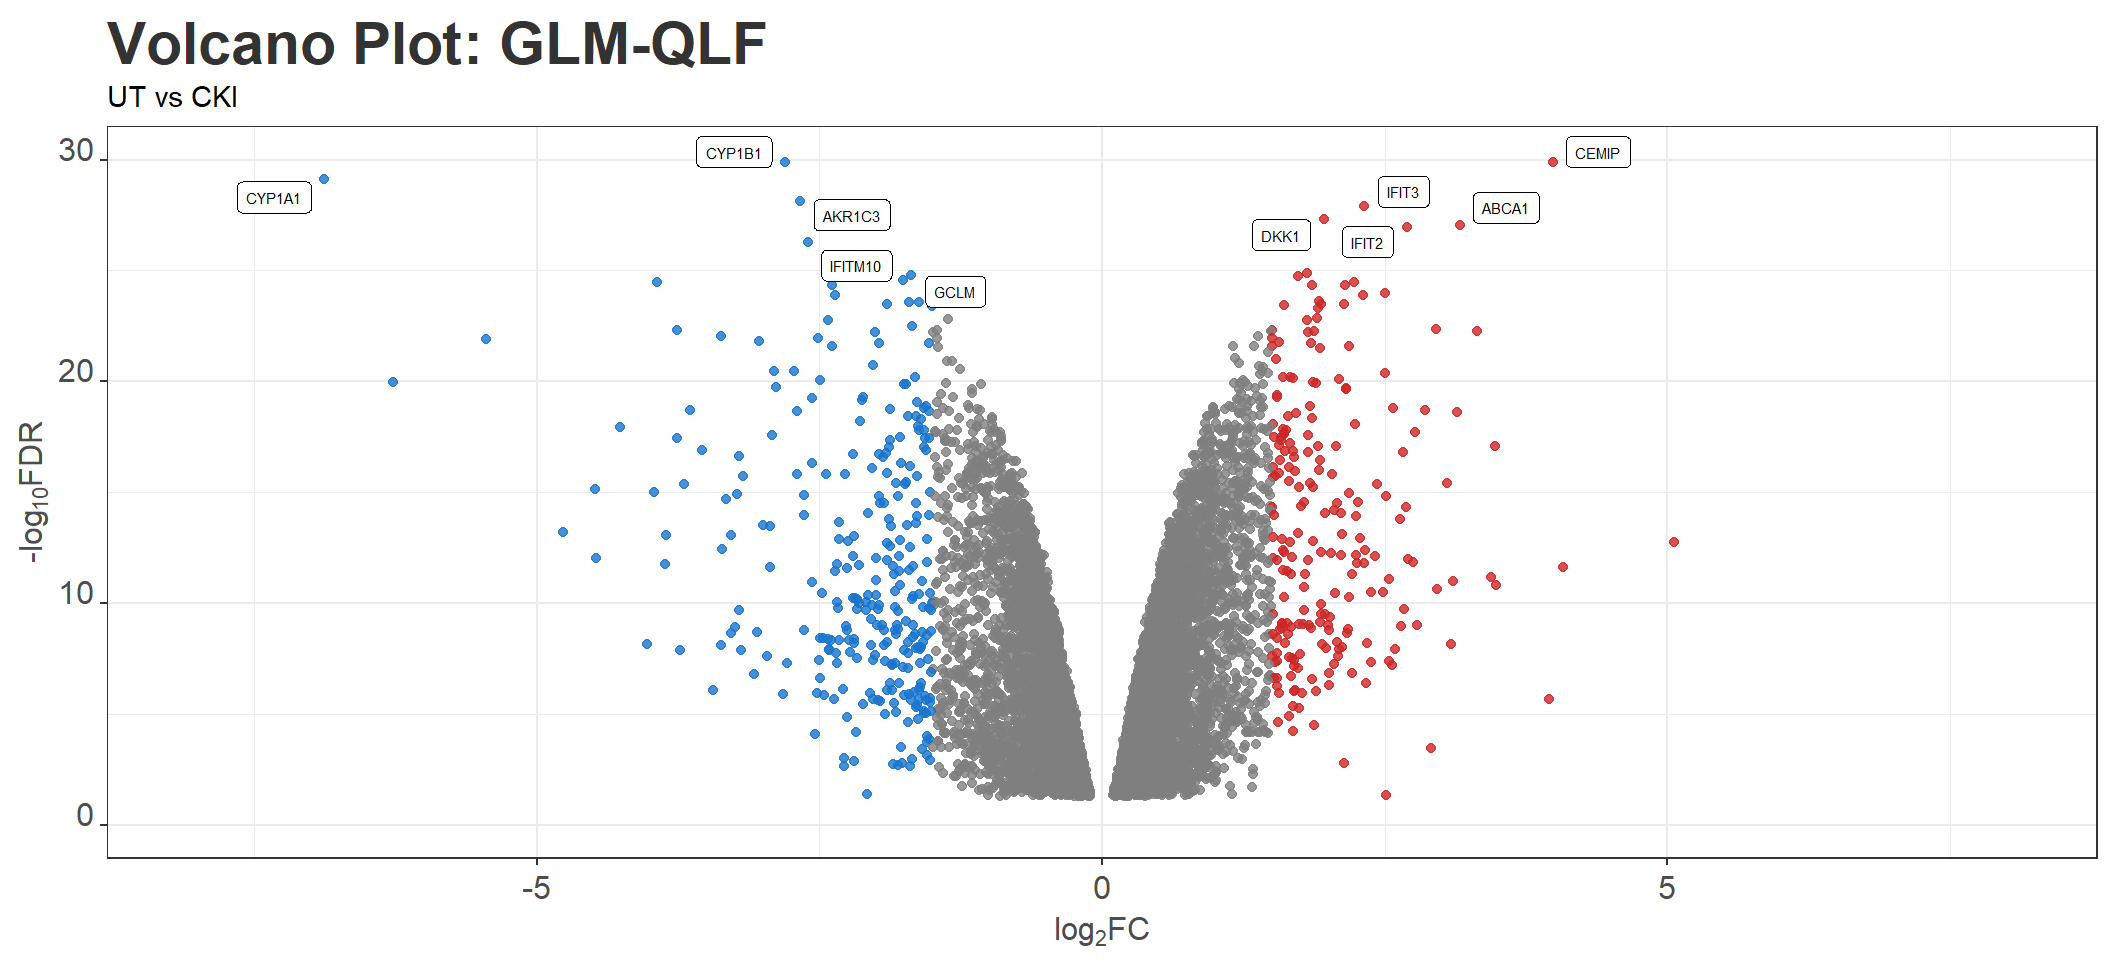 Volcano Plot: GLM-QLF
UT vs CKI
30
20
10
0
-log10FDR
CYP1A1
CYP1B1
AKR1C3
IFITM10
GCLM
CEMIP
IFIT3
ABCA1
DKK1
IFIT2
-5
0
5
log2FC